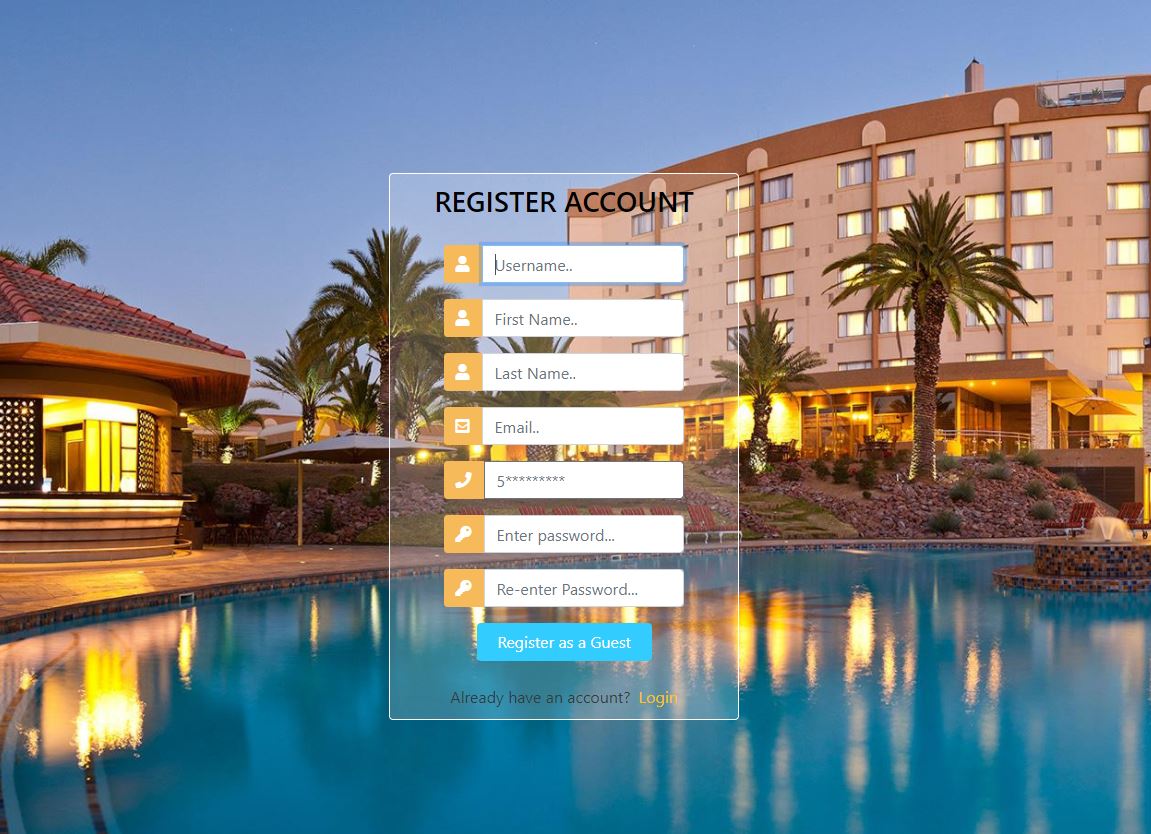 REGISTER ACCOUNT
Username..
First Name..
Last Name..
Email..
5*********
Enter password...
Re-enter Password...
Register as a Guest
Already have an account? Login